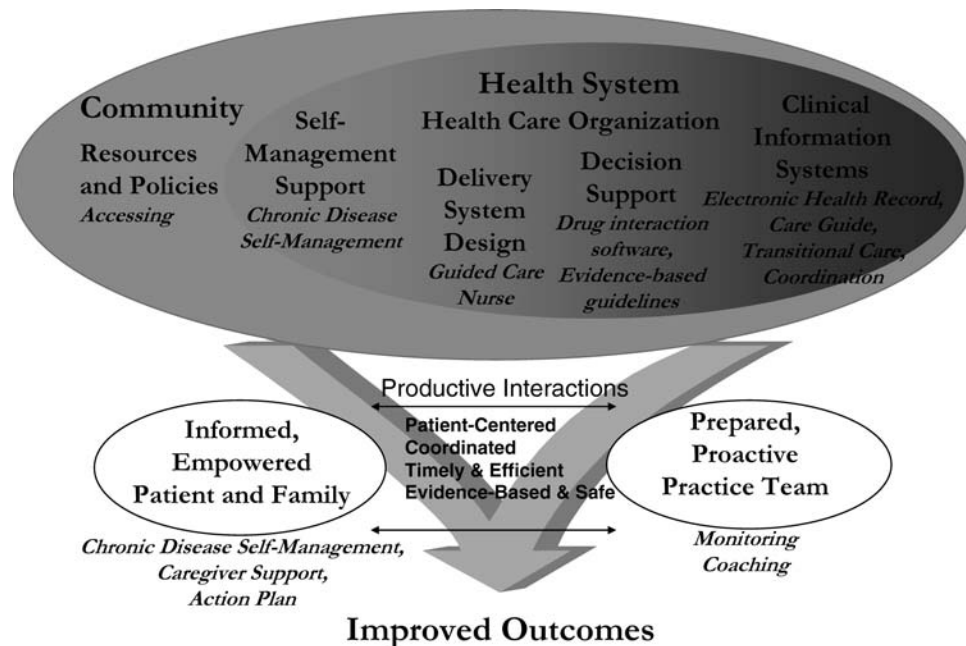 Community
Resources
and Policies
Accessing
Self-
Management
Support
Chronic Disease
Self-Management
Health System
Health Care Organization
Delivery
System
Design
Guided Care
Nurse
Decision
Support
Drug interaction
software,
Evidence-based
guidelines
Clinical
Information
Systems
Electronic Health Record,
Care Guide,
Transitional Care,
Coordination
Productive Interactions
Informed,
Empowered
Patient and Family
Patient-Centered
Coordinated
Timely & Efficient
Evidence-Based & Safe
Prepared,
Proactive
Practice Team
Chronic Disease Self-Management,
Caregiver Support,
Action Plan
Monitoring
Coaching
Improved Outcomes